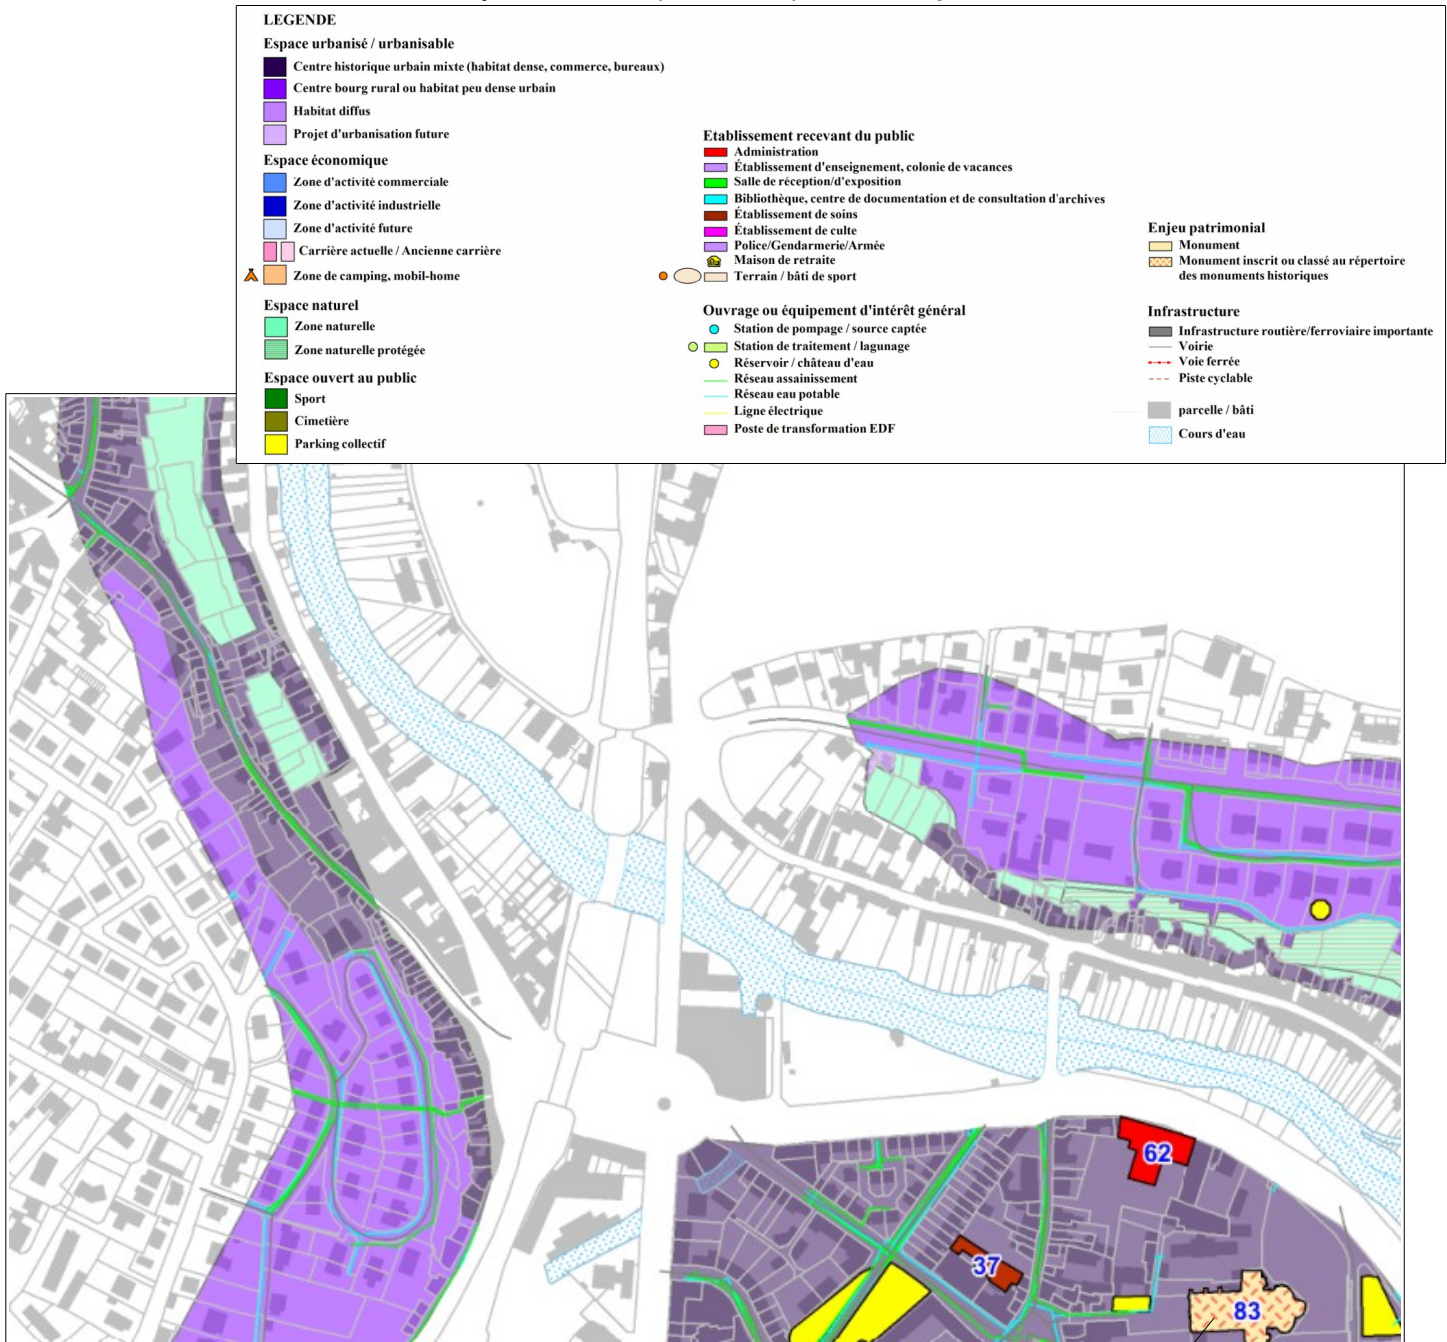 LEGENDE
Espace urbanisé / urbanisable
Centre historique urbain mixte (habitat dense, commerce, bureaux)
Centre bourg rural ou habitat peu dense urbain
Habitat diffus
Projet d'urbanisation future
Espace économique
Zone d'activité commerciale
Zone d'activité industrielle
Zone d'activité future
Carrière actuelle / Ancienne carrière
Zone de camping, mobil-home
Espace naturel
Zone naturelle
Zone naturelle protégée
Espace ouvert au public
Sport
Cimetière
Parking collectif
Etablissement recevant du public
Administration
Établissement d'enseignement, colonie de vacances
Salle de réception/d'exposition
Bibliothèque, centre de documentation et de consultation d'archives
Établissement de soins
Établissement de culte
Police/Gendarmerie/Armée
Maison de retraite
Terrain / bâti de sport
Ouvrage ou équipement d'intérêt général
Station de pompage / source captée
Station de traitement / lagunage
Réservoir / château d'eau
Réseau assainissement
Réseau eau potable
Ligne électrique
Poste de transformation EDF
Enjeu patrimonial
Monument
Monument inscrit ou classé au répertoire
des monuments historiques
Infrastructure
Infrastructure routière/ferroviaire importante
Voirie
Voie ferrée
Piste cyclable
parcelle / bâti
Cours d'eau
62
37
83